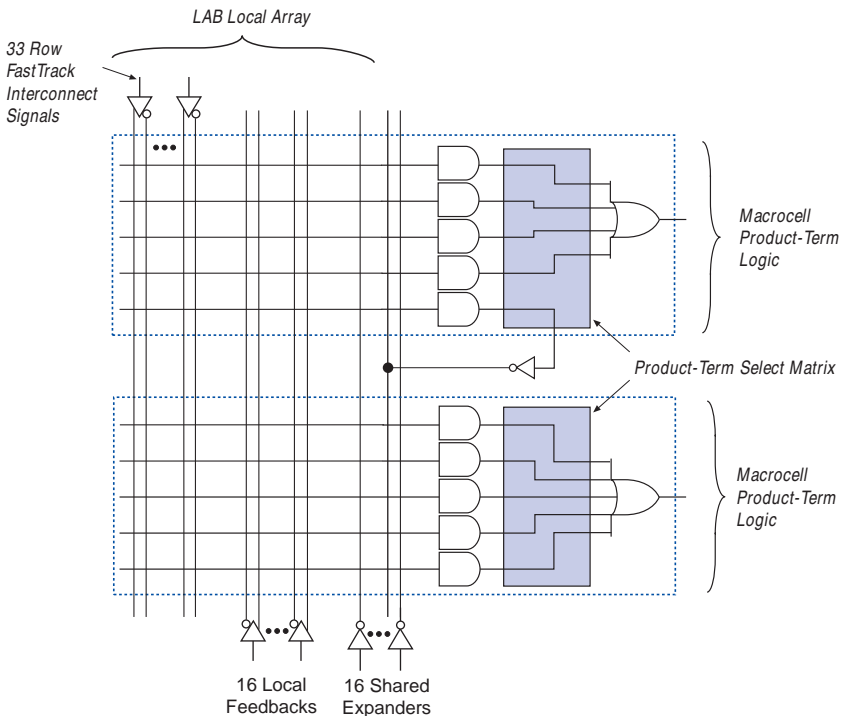 LAB Local Array
33 Row
FastTrack
Interconnect
Signals
Macrocell
Product-Term
Logic
Product-Term Select Matrix
Macrocell
Product-Term
Logic
16 Local
Feedbacks
16 Shared
Expanders